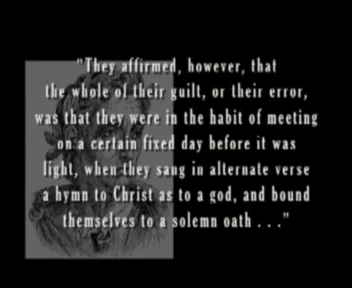 "They affirmed, however, that
the whole of their guilt, or their error,
was that they were in the habit of meeting
on a certain fixed day before it was
light, when they sang in alternate verse
a hymn to Christ as to a god, and bound
themselves to a solemn oath . . ."